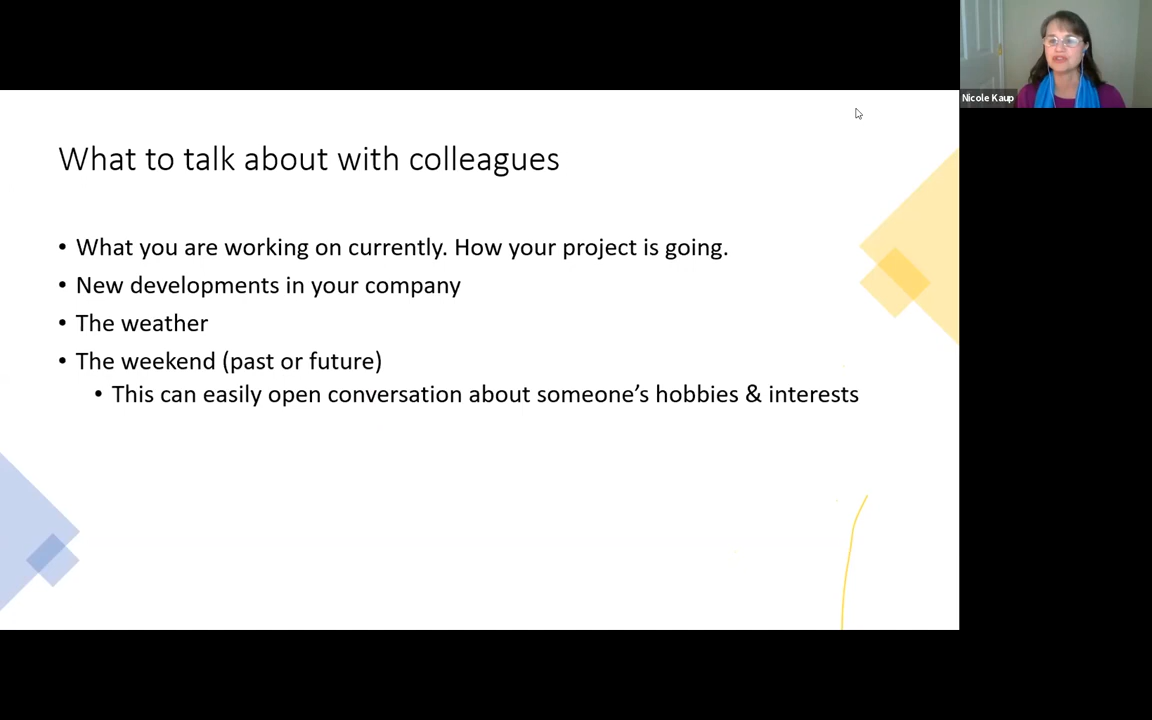 Nicole Kaup
What to talk about with colleagues
• What you are working on currently. How your project is going.
• New developments in your company
• The weather
• The weekend (past or future)
• This can easily open conversation about someone’s hobbies & interests